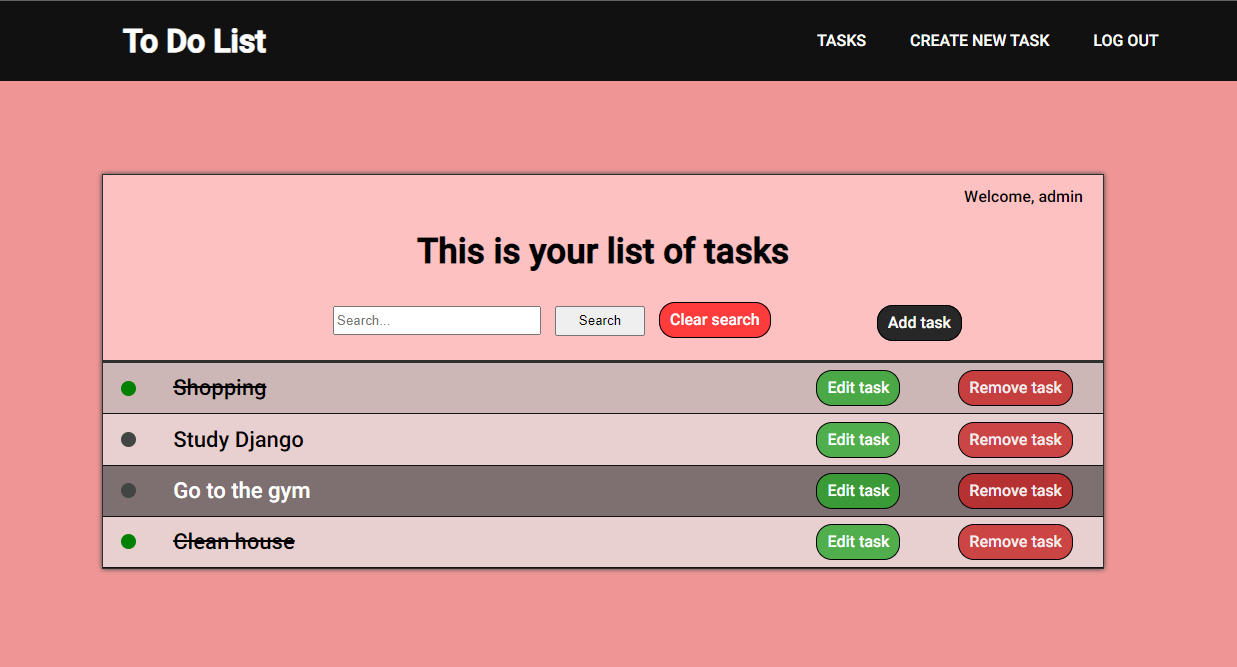 To Do List TASKS CREATE NEW TASK LOG OUT
Welcome, admin
This is your list of tasks
Search... Search Clear search Add task
Shopping Edit task Remove task
Study Django Edit task Remove task
Go to the gym Edit task Remove task
Clean house Edit task Remove task